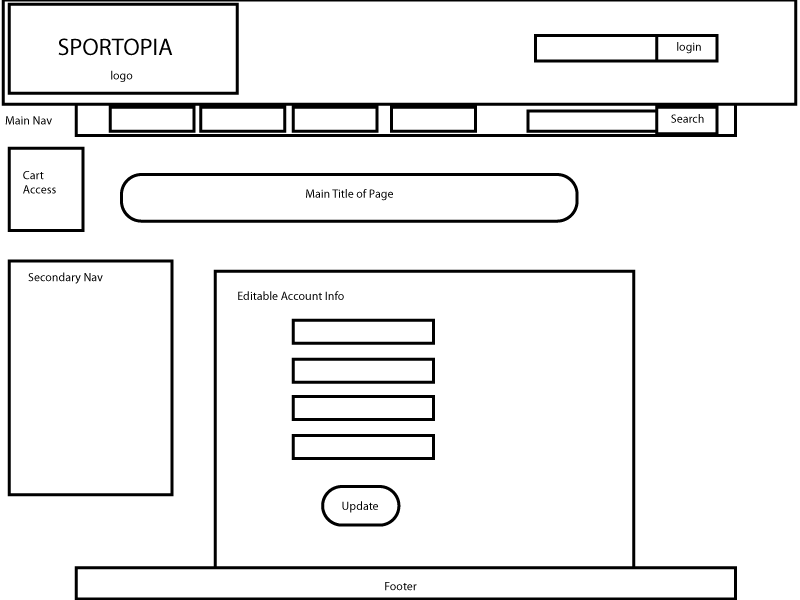 SPORTOPIA
logo
login
Main Nav
Search
Cart
Access
Main Title of Page
Secondary Nav
Editable Account Info
Update
Footer